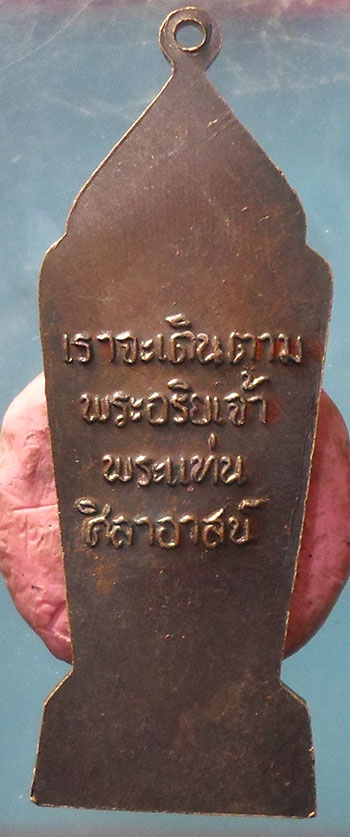 เราจะเดินตาม
พระอริยเจ้า
พระแท่น
ศิลาอาสน์